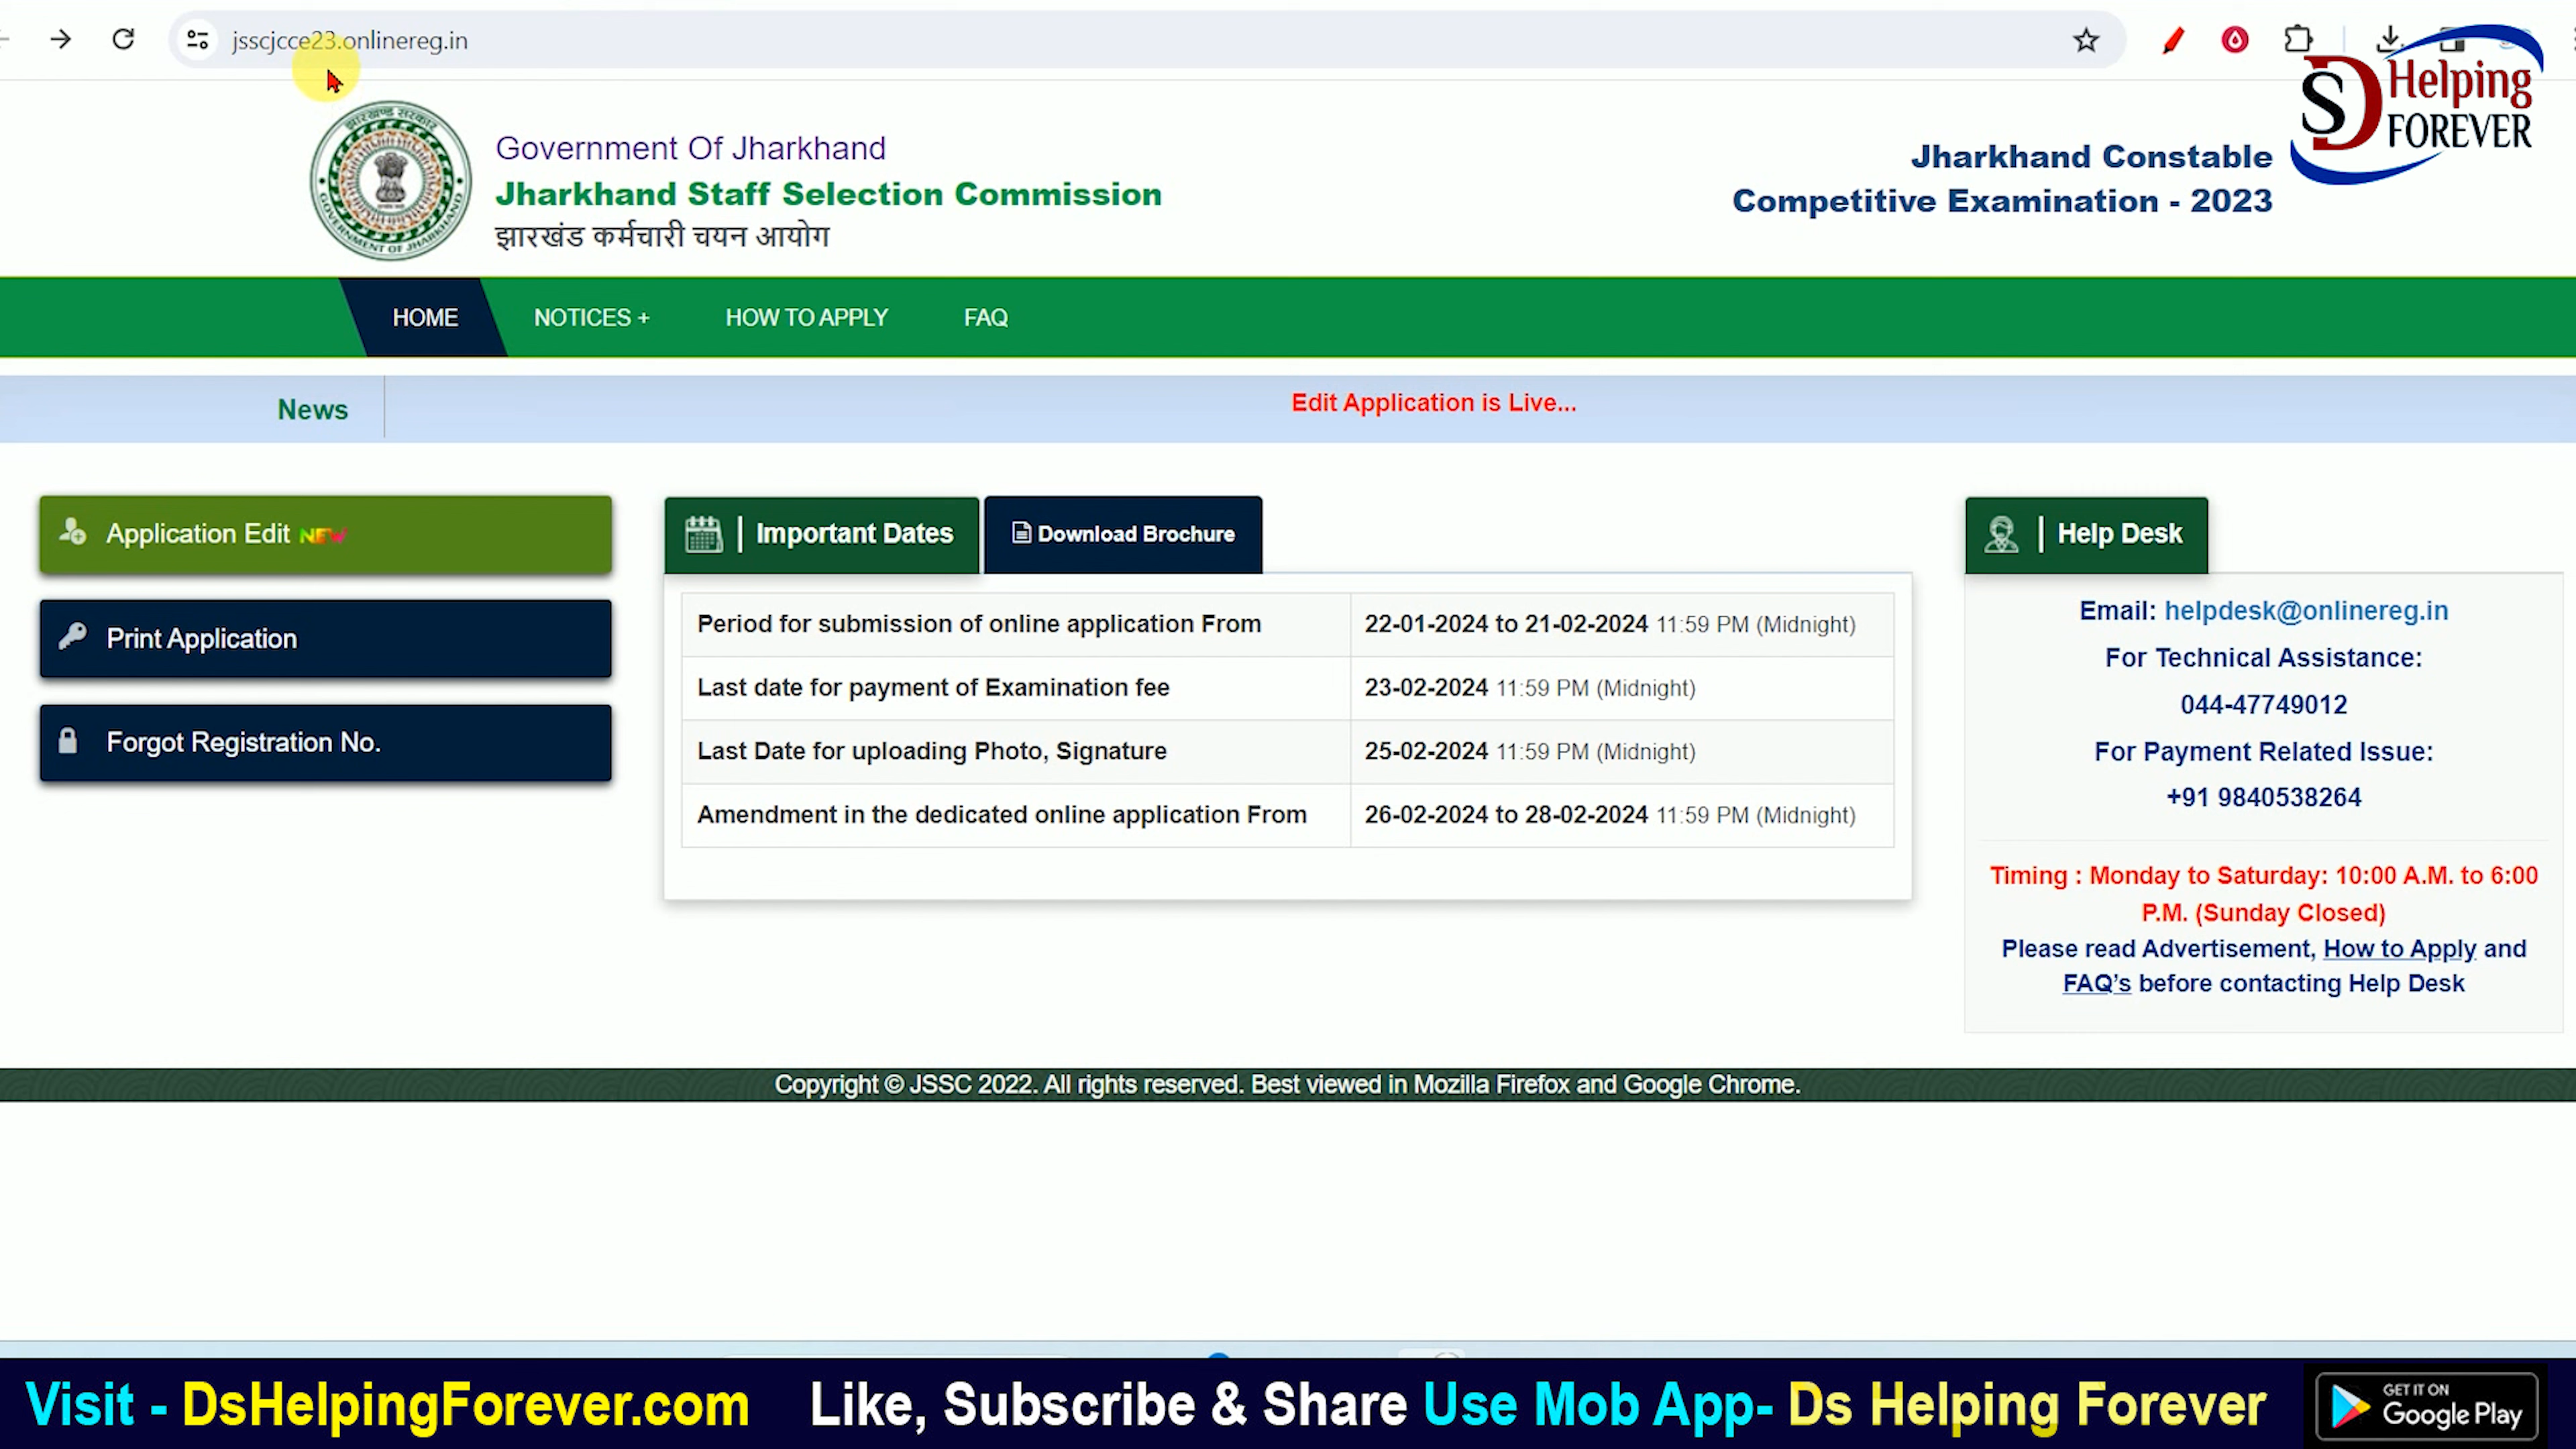 jsscjcce23.onlinereg.in
DS Helping
FOREVER
झारखण्ड सरकार
GOVERNMENT OF JHARKHAND
Government Of Jharkhand
Jharkhand Staff Selection Commission
झारखंड कर्मचारी चयन आयोग
Jharkhand Constable
Competitive Examination - 2023
HOME NOTICES + HOW TO APPLY FAQ
News Edit Application is Live...
Application Edit NEW
Print Application
Forgot Registration No.
Important Dates Download Brochure
Period for submission of online application From 22-01-2024 to 21-02-2024 11:59 PM (Midnight)
Last date for payment of Examination fee 23-02-2024 11:59 PM (Midnight)
Last Date for uploading Photo, Signature 25-02-2024 11:59 PM (Midnight)
Amendment in the dedicated online application From 26-02-2024 to 28-02-2024 11:59 PM (Midnight)
Help Desk
Email: helpdesk@onlinereg.in
For Technical Assistance:
044-47749012
For Payment Related Issue:
+91 9840538264
Timing : Monday to Saturday: 10:00 A.M. to 6:00
P.M. (Sunday Closed)
Please read Advertisement, How to Apply and
FAQ's before contacting Help Desk
Copyright © JSSC 2022. All rights reserved. Best viewed in Mozilla Firefox and Google Chrome.
Visit - DsHelpingForever.com Like, Subscribe & Share Use Mob App- Ds Helping Forever
GET IT ON
Google Play